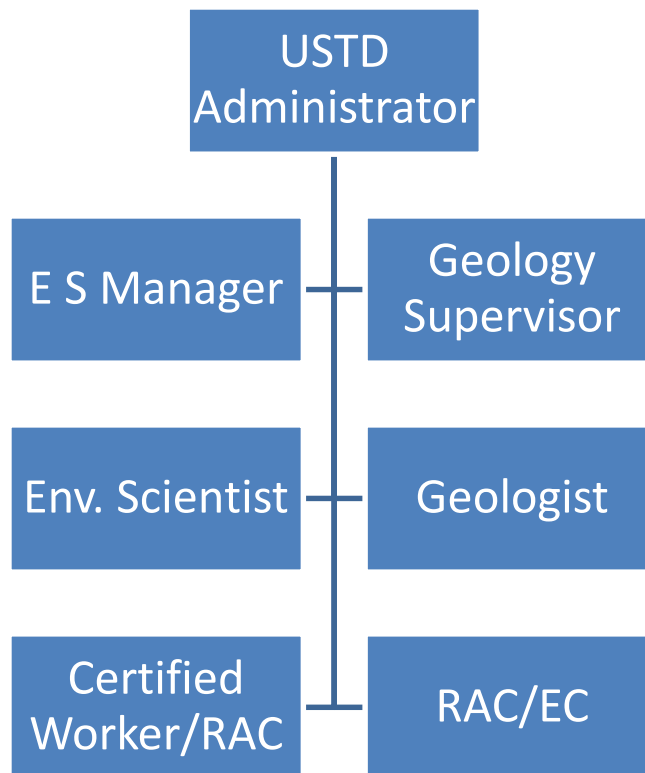 USTD
Administrator
E S Manager
Geology
Supervisor
Env. Scientist
Geologist
Certified
Worker/RAC
RAC/EC